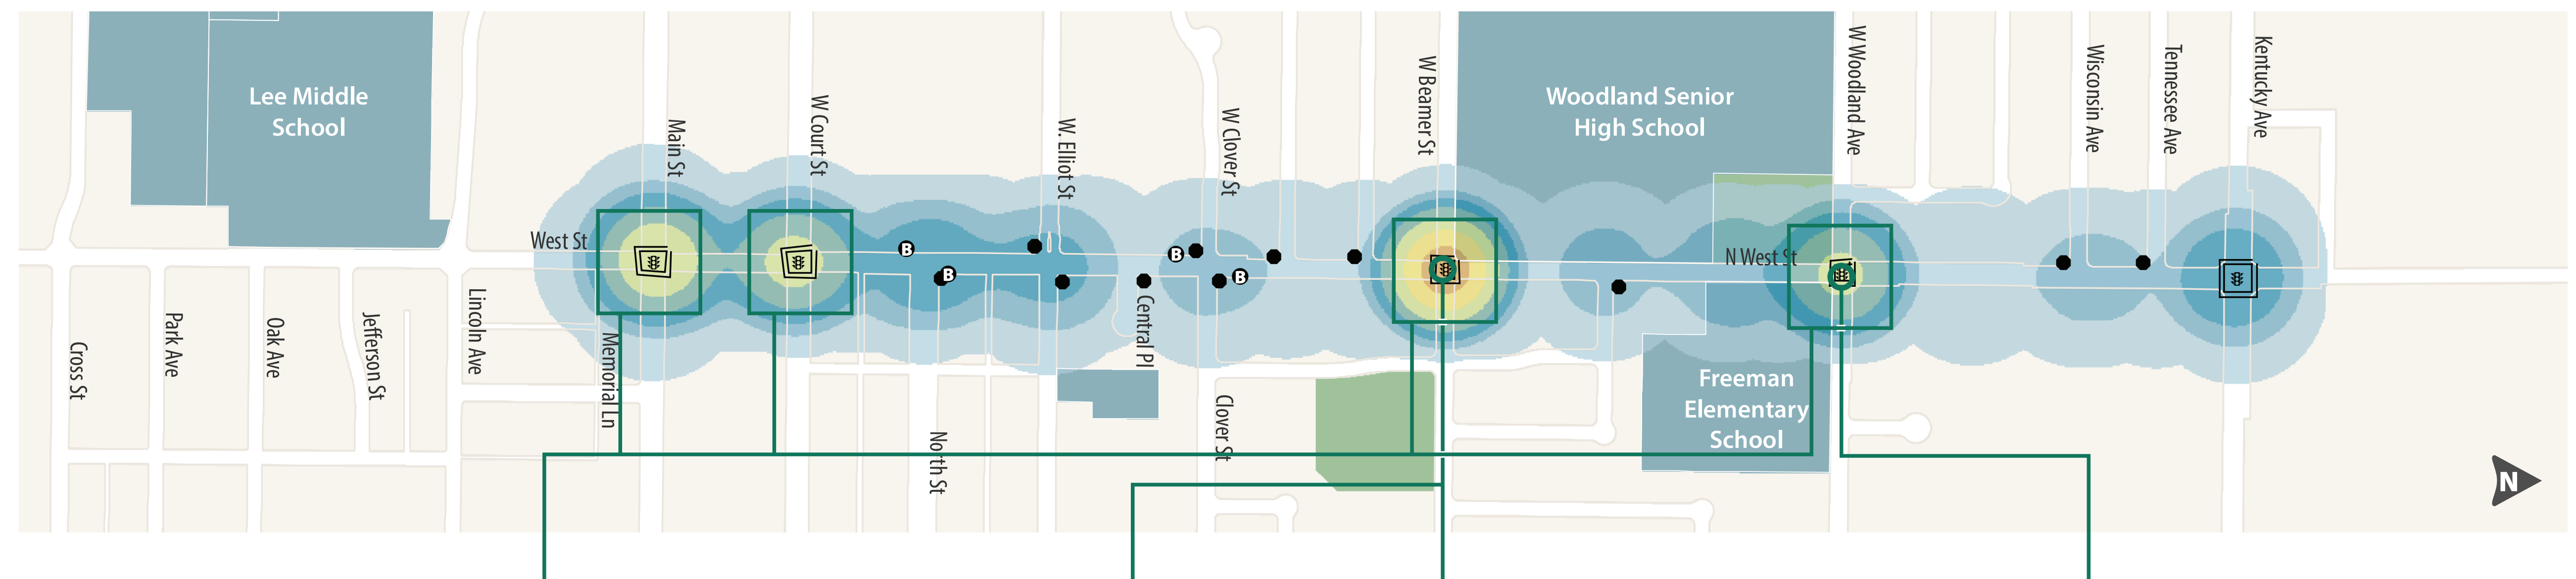 Lee Middle
School
Woodland Senior
High School
Freeman
Elementary
School
West St
N West St
Main St
W Court St
W. Elliot St
W Clover St
W Beamer St
W Woodland Ave
Wisconsin Ave
Tennessee Ave
Kentucky Ave
B
B
B
B
Cross St
Park Ave
Oak Ave
Jefferson St
Lincoln Ave
Memorial Ln
North St
Central Pl
Clover St
N